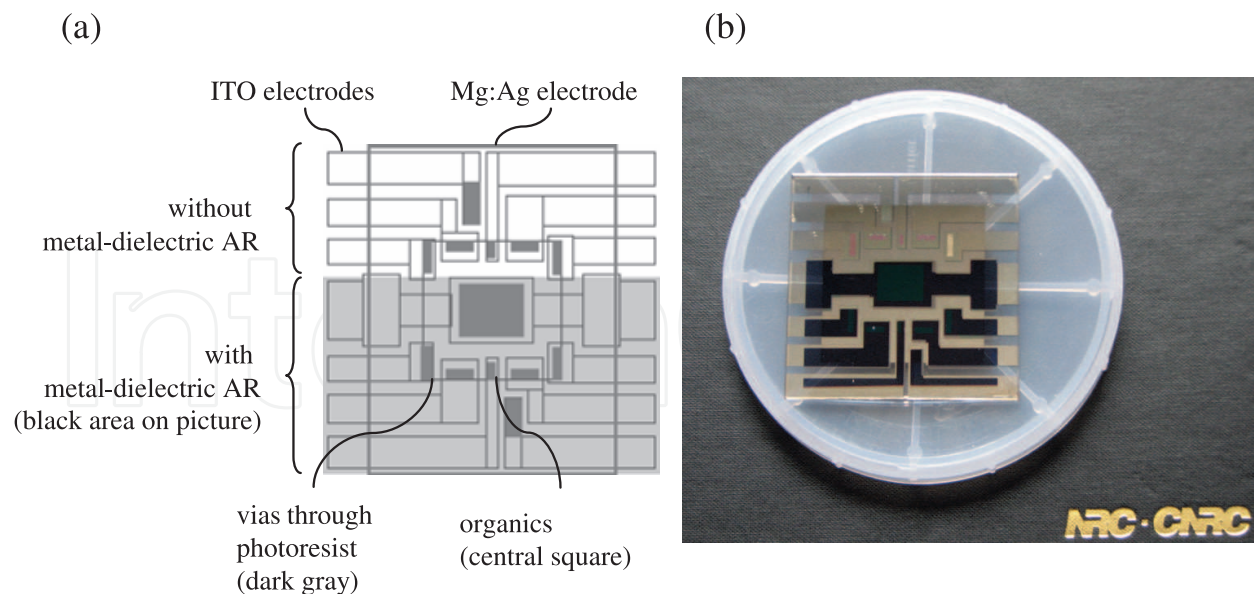 (a)
(b)
ITO electrodes
Mg:Ag electrode
without
metal-dielectric AR
with
metal-dielectric AR
(black area on picture)
vias through
photoresist
(dark gray)
organics
(central square)
NRC·CNRC